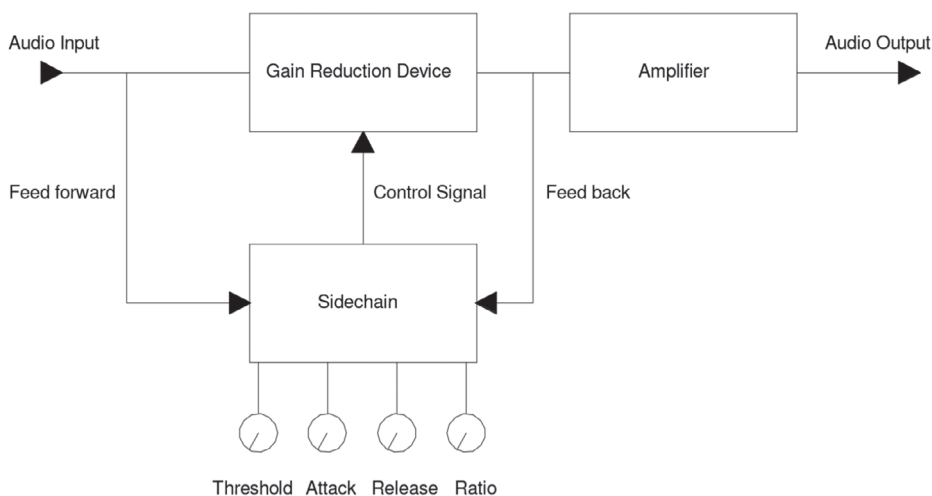 Audio Input
Audio Output
Gain Reduction Device
Amplifier
Feed forward
Control Signal
Feed back
Sidechain
Threshold Attack Release Ratio